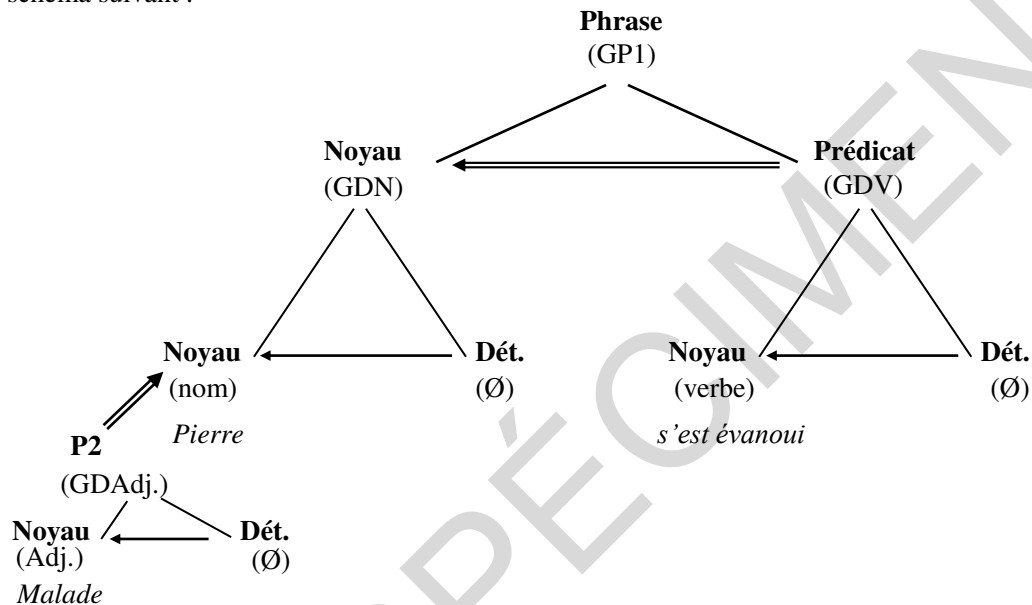 schéma suivant :
Phrase
(GP1)
Noyau Prédicat
(GDN) (GDV)
Noyau Dét. Noyau Dét.
(nom) (Ø) (verbe) (Ø)
Pierre s'est évanoui
P2
(GDAdj.)
Noyau Dét.
(Adj.) (Ø)
Malade
SPÉCIMEN